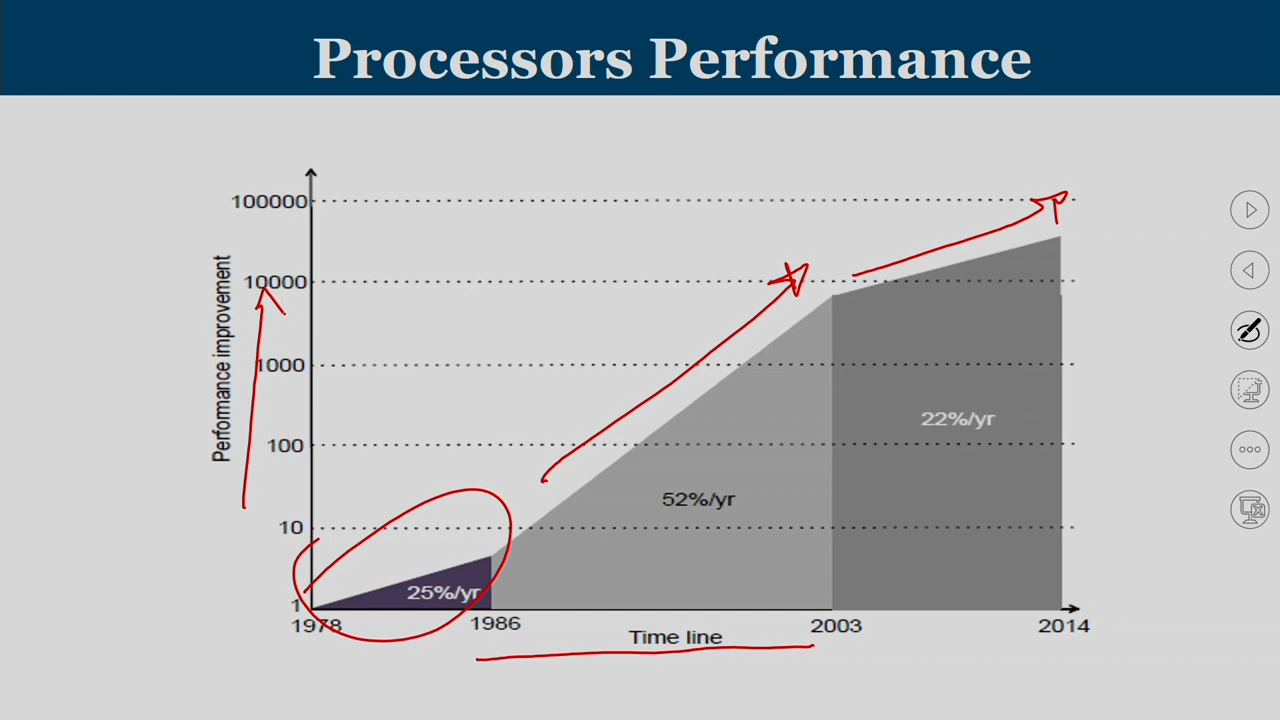 Processors Performance
100000
10000
1000
100
10
1
Performance improvement
25%/yr
52%/yr
22%/yr
1978
1986
2003
2014
Time line